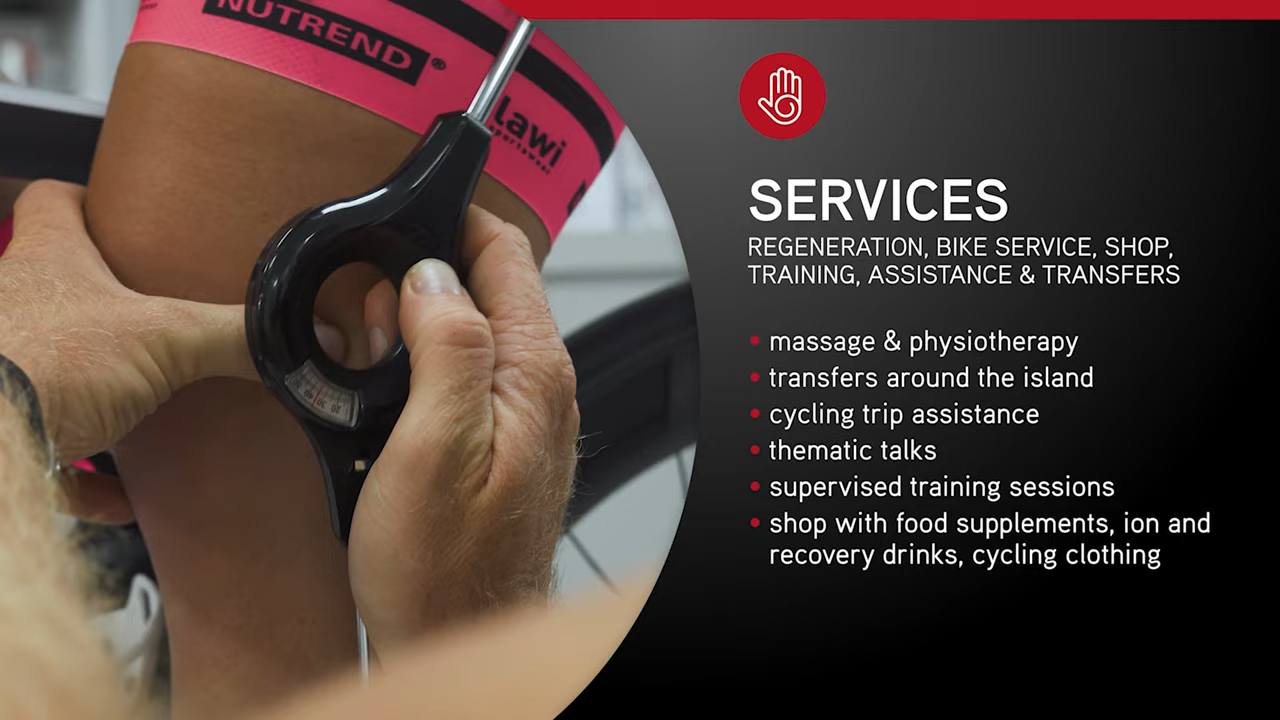 NUTREND®
Lawi
sportswear
SERVICES
REGENERATION, BIKE SERVICE, SHOP,
TRAINING, ASSISTANCE & TRANSFERS
• massage & physiotherapy
• transfers around the island
• cycling trip assistance
• thematic talks
• supervised training sessions
• shop with food supplements, ion and
recovery drinks, cycling clothing